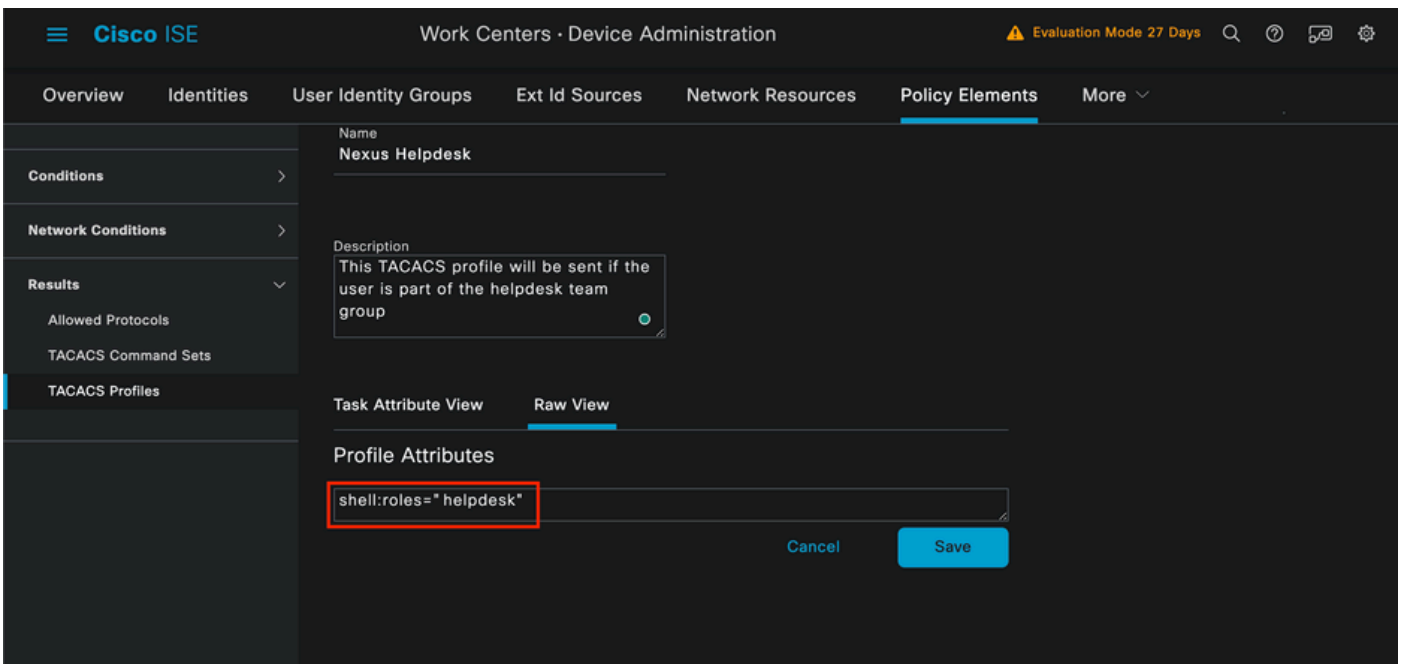 Cisco ISE
Work Centers · Device Administration
Evaluation Mode 27 Days
Overview Identities User Identity Groups Ext Id Sources Network Resources Policy Elements More
Conditions
Network Conditions
Results
Allowed Protocols
TACACS Command Sets
TACACS Profiles
Name
Nexus Helpdesk
Description
This TACACS profile will be sent if the
user is part of the helpdesk team
group
Task Attribute View Raw View
Profile Attributes
shell:roles=" helpdesk"
Cancel Save